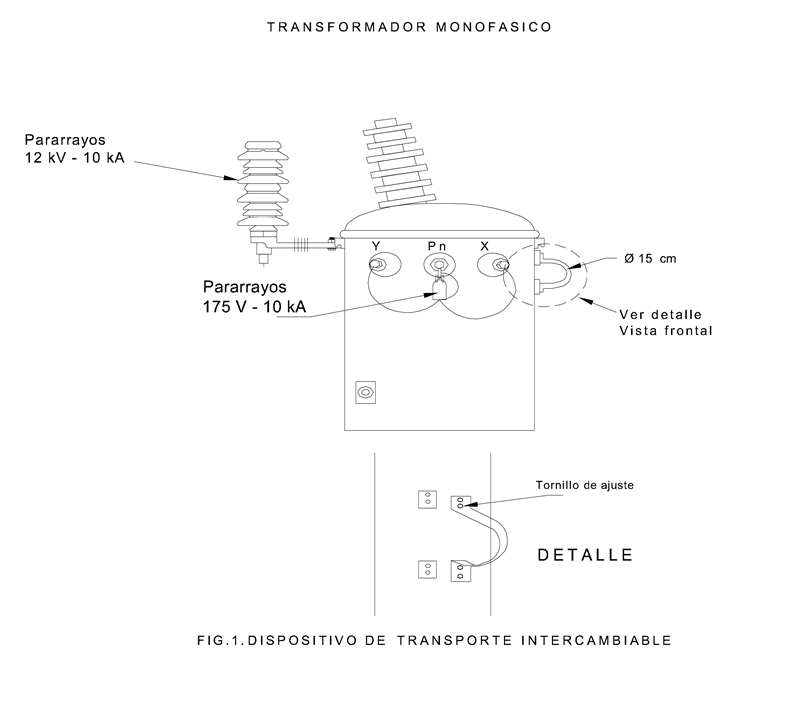 TRANSFORMADOR MONOFASICO
Pararrayos
12 kV - 10 kA
Y
Pn
X
Ø 15 cm
Pararrayos
175 V - 10 kA
Ver detalle
Vista frontal
Tornillo de ajuste
DETALLE
FIG.1.DISPOSITIVO DE TRANSPORTE INTERCAMBIABLE